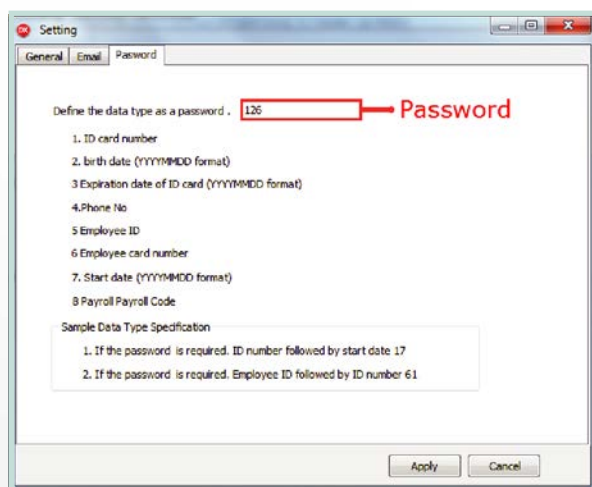 Setting
General Email Password
Define the data type as a password . 126 Password
1. ID card number
2. birth date (YYYYMMDD format)
3 Expiration date of ID card (YYYYMMDD format)
4.Phone No
5 Employee ID
6 Employee card number
7. Start date (YYYYMMDD format)
8 Payroll Payroll Code
Sample Data Type Specification
1. If the password is required. ID number followed by start date 17
2. If the password is required. Employee ID followed by ID number 61
Apply Cancel